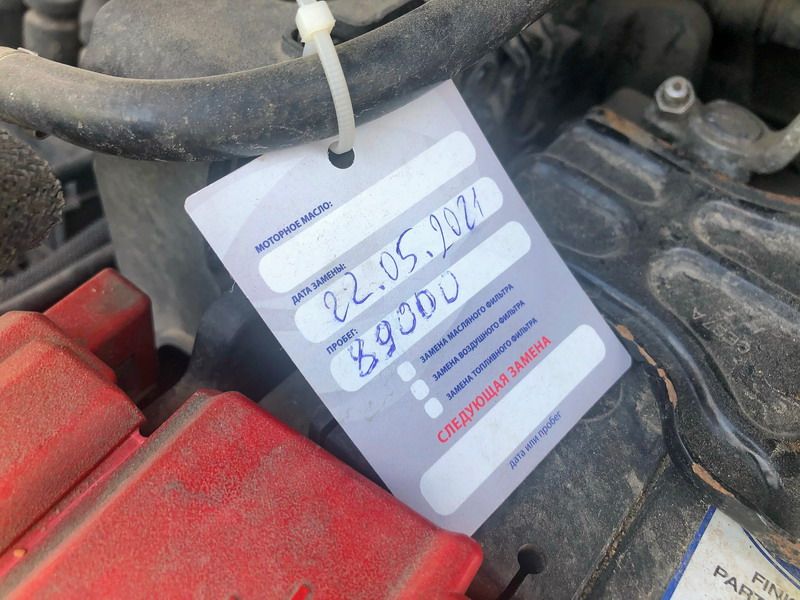 МОТОРНОЕ МАСЛО:
ДАТА ЗАМЕНЫ:
22.05.2021
ПРОБЕГ:
89000
ЗАМЕНА МАСЛЯНОГО ФИЛЬТРА
ЗАМЕНА ВОЗДУШНОГО ФИЛЬТРА
ЗАМЕНА ТОПЛИВНОГО ФИЛЬТРА
СЛЕДУЮЩАЯ ЗАМЕНА
дата или пробег